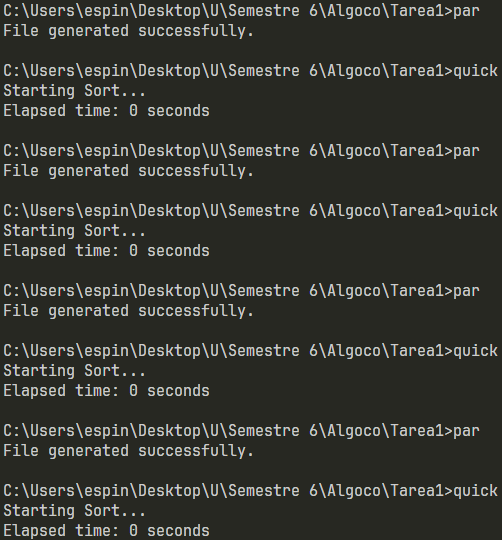 C:\Users\espin\Desktop\U\Semestre 6\Algoco\Tarea1>par
File generated successfully.
C:\Users\espin\Desktop\U\Semestre 6\Algoco\Tarea1>quick
Starting Sort...
Elapsed time: 0 seconds
C:\Users\espin\Desktop\U\Semestre 6\Algoco\Tarea1>par
File generated successfully.
C:\Users\espin\Desktop\U\Semestre 6\Algoco\Tarea1>quick
Starting Sort...
Elapsed time: 0 seconds
C:\Users\espin\Desktop\U\Semestre 6\Algoco\Tarea1>par
File generated successfully.
C:\Users\espin\Desktop\U\Semestre 6\Algoco\Tarea1>quick
Starting Sort...
Elapsed time: 0 seconds
C:\Users\espin\Desktop\U\Semestre 6\Algoco\Tarea1>par
File generated successfully.
C:\Users\espin\Desktop\U\Semestre 6\Algoco\Tarea1>quick
Starting Sort...
Elapsed time: 0 seconds